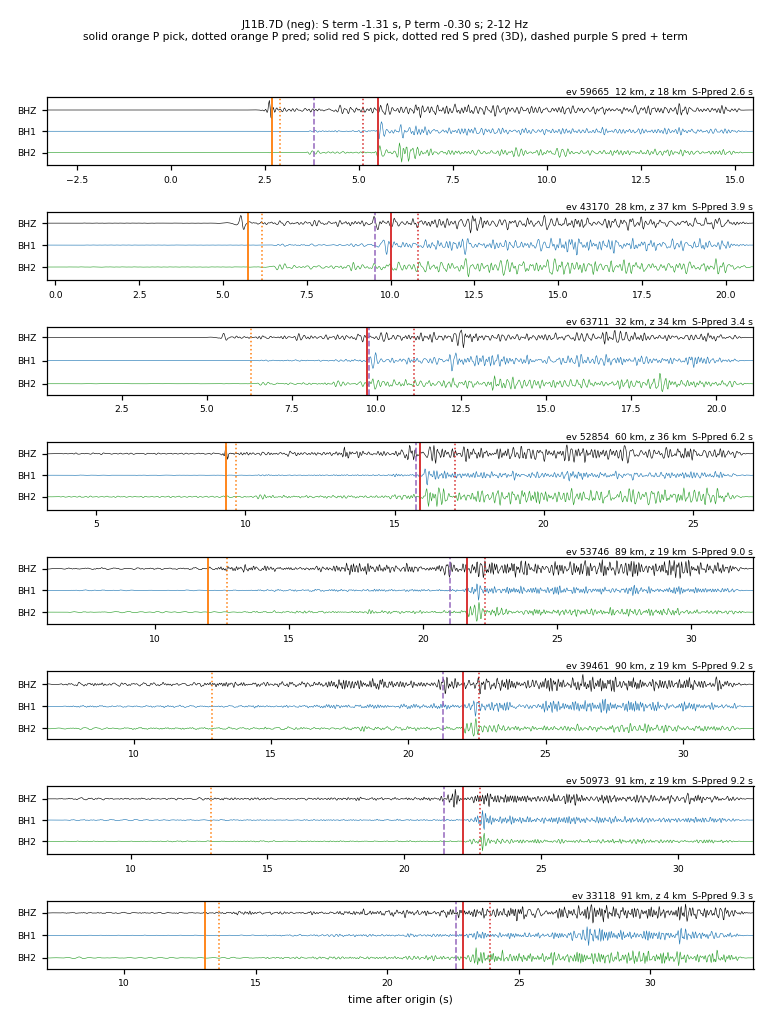 J11B.7D (neg): S term -1.31 s, P term -0.30 s; 2-12 Hz
solid orange P pick, dotted orange P pred; solid red S pick, dotted red S pred (3D), dashed purple S pred + term
ev 59665 12 km, z 18 km S-Ppred 2.6 s
BHZ
BH1
BH2
−2.5 0.0 2.5 5.0 7.5 10.0 12.5 15.0
ev 43170 28 km, z 37 km S-Ppred 3.9 s
BHZ
BH1
BH2
0.0 2.5 5.0 7.5 10.0 12.5 15.0 17.5 20.0
ev 63711 32 km, z 34 km S-Ppred 3.4 s
BHZ
BH1
BH2
2.5 5.0 7.5 10.0 12.5 15.0 17.5 20.0
ev 52854 60 km, z 36 km S-Ppred 6.2 s
BHZ
BH1
BH2
5 10 15 20 25
ev 53746 89 km, z 19 km S-Ppred 9.0 s
BHZ
BH1
BH2
10 15 20 25 30
ev 39461 90 km, z 19 km S-Ppred 9.2 s
BHZ
BH1
BH2
10 15 20 25 30
ev 50973 91 km, z 19 km S-Ppred 9.2 s
BHZ
BH1
BH2
10 15 20 25 30
ev 33118 91 km, z 4 km S-Ppred 9.3 s
BHZ
BH1
BH2
10 15 20 25 30
time after origin (s)